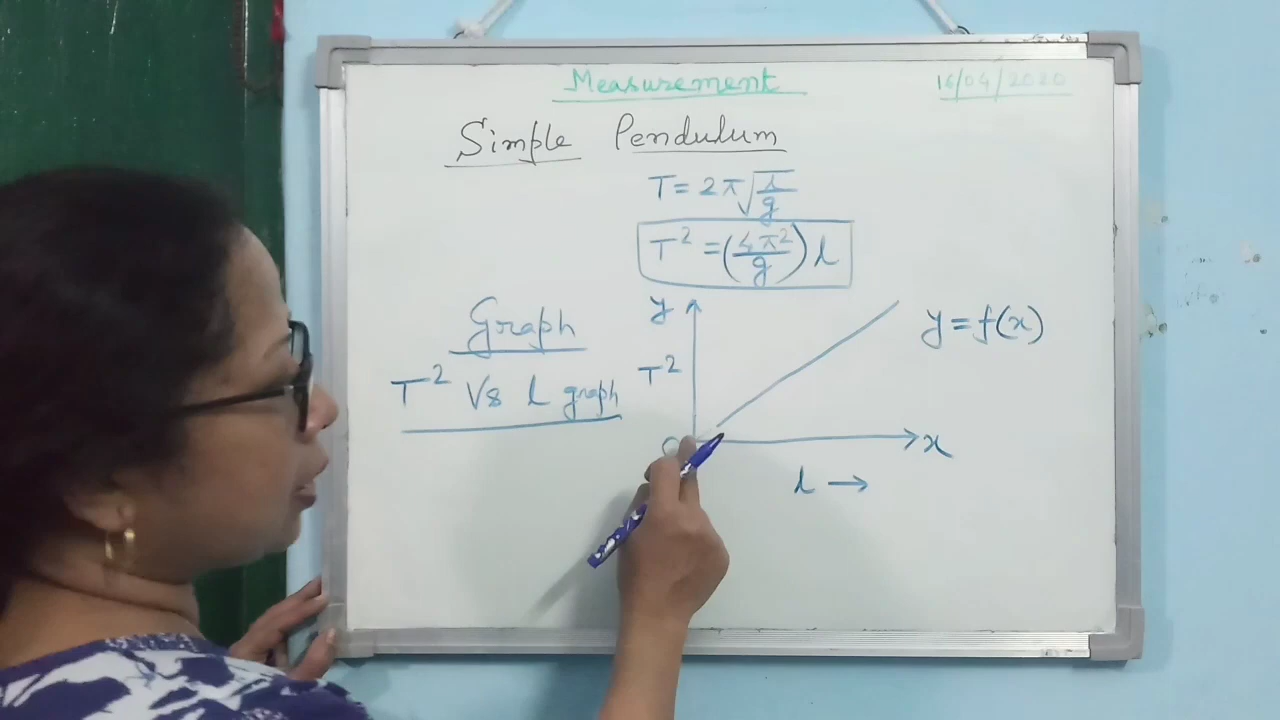 Measurement
16/04/2020
Simple Pendulum
T = 2π√(l/g)
T² = (4π²/g) l
Graph
T² Vs l graph
y
T²
O
x
l →
y = f(x)